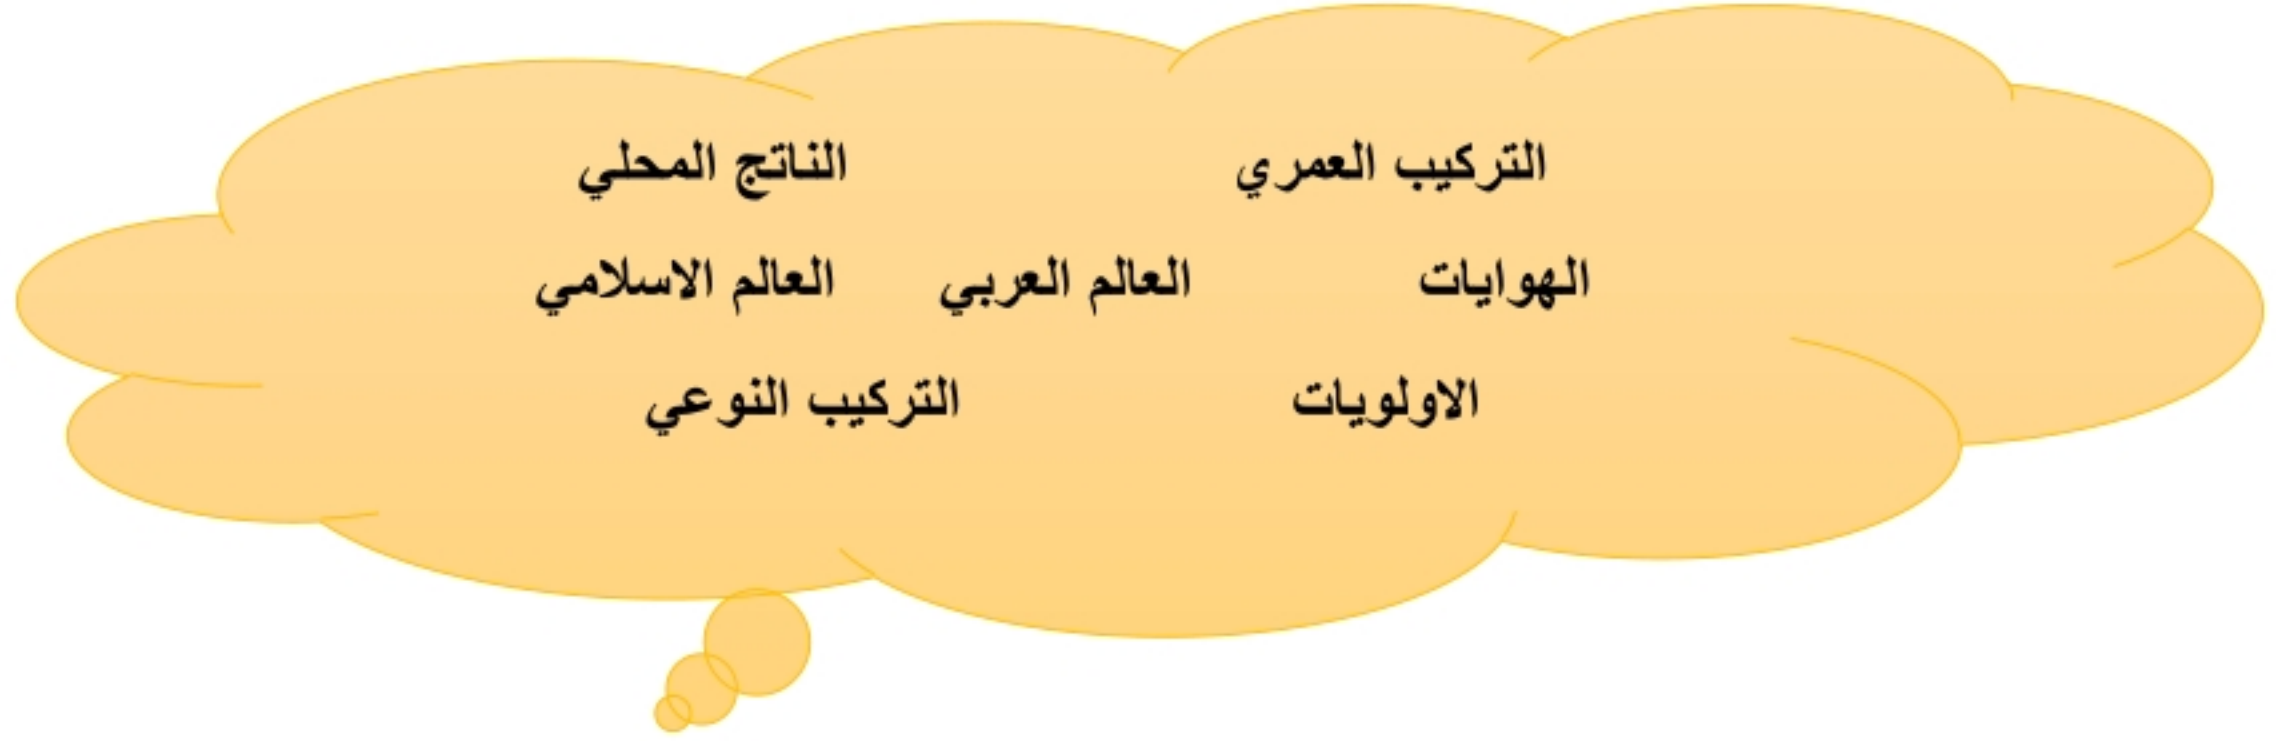 التركيب العمري الناتج المحلي
الهوايات العالم العربي العالم الاسلامي
الاولويات التركيب النوعي